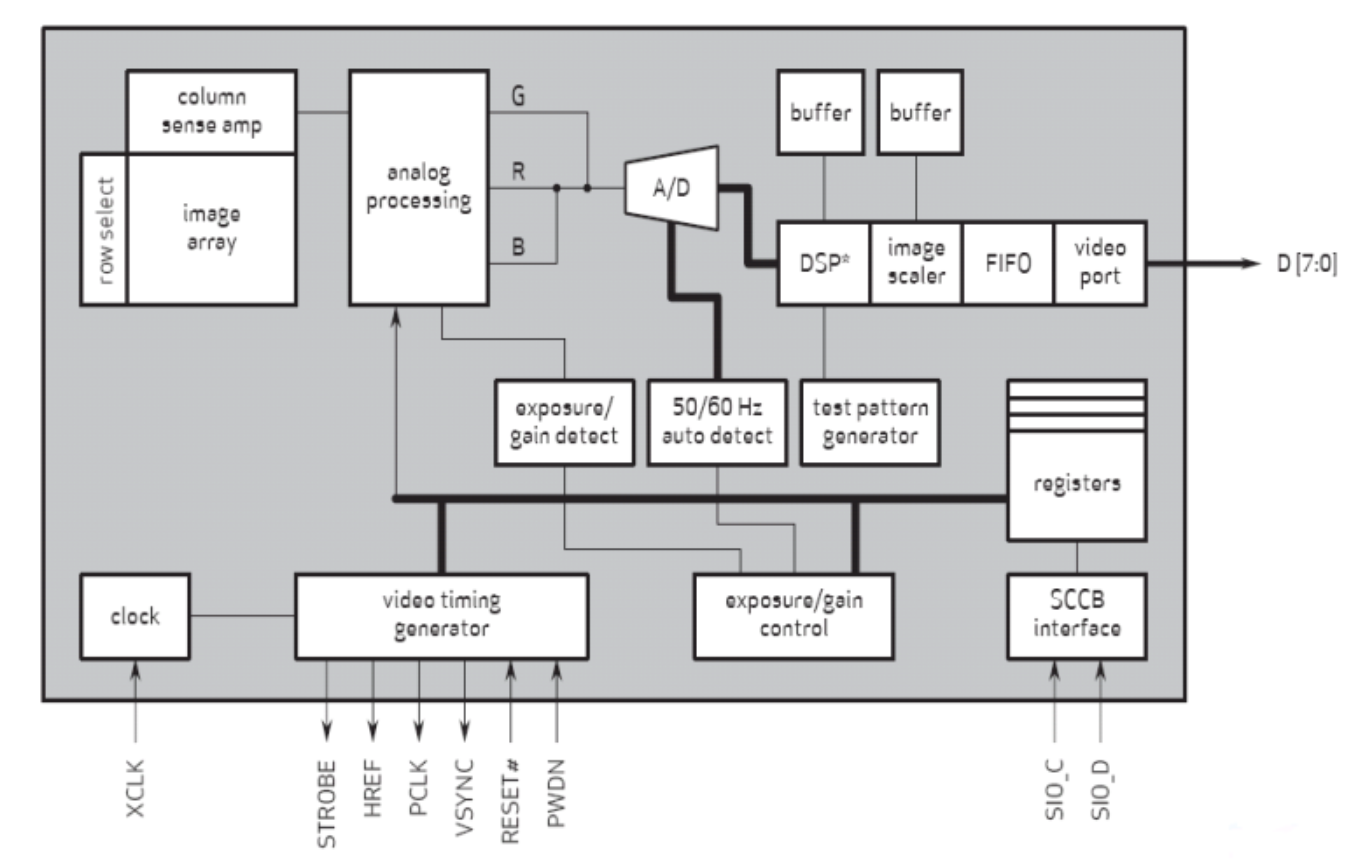 column
sense amp
row select
image
array
analog
processing
G
R
B
A/D
buffer
buffer
DSP*
image
scaler
FIFO
video
port
D [7:0]
exposure/
gain detect
50/60 Hz
auto detect
test pattern
generator
registers
clock
video timing
generator
exposure/gain
control
SCCB
interface
XCLK
STROBE
HREF
PCLK
VSYNC
RESET#
PWDN
SIO_C
SIO_D